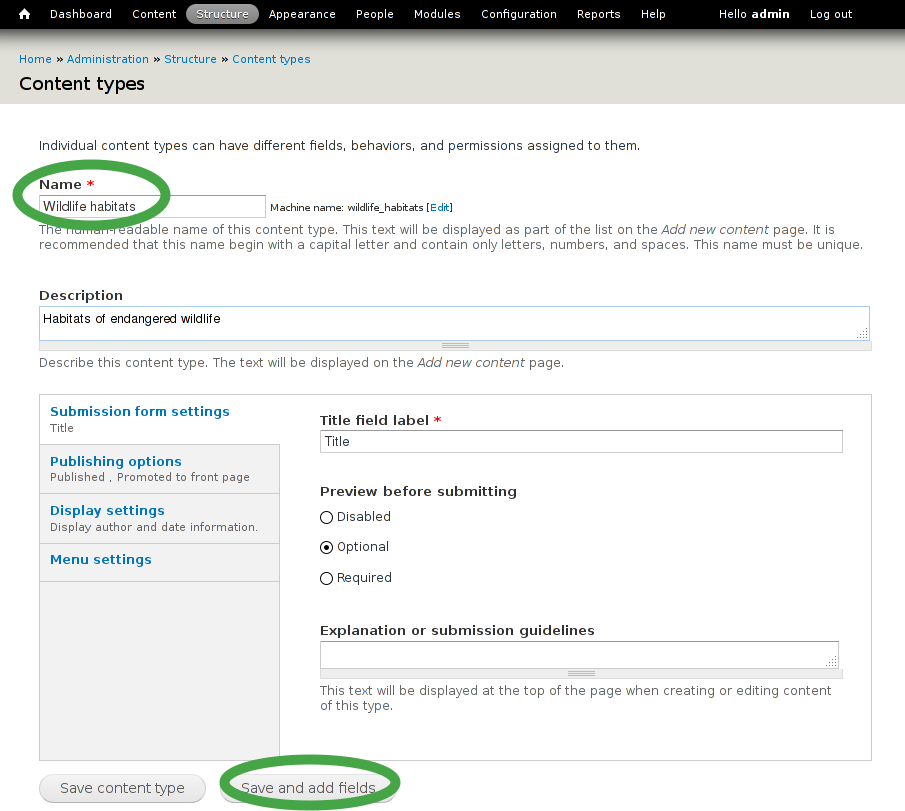 Dashboard Content Structure Appearance People Modules Configuration Reports Help Hello admin Log out
Home » Administration » Structure » Content types
Content types
Individual content types can have different fields, behaviors, and permissions assigned to them.
Name *
Wildlife habitats Machine name: wildlife_habitats [Edit]
The human-readable name of this content type. This text will be displayed as part of the list on the Add new content page. It is
recommended that this name begin with a capital letter and contain only letters, numbers, and spaces. This name must be unique.
Description
Habitats of endangered wildlife
Describe this content type. The text will be displayed on the Add new content page.
Submission form settings
Title
Publishing options
Published , Promoted to front page
Display settings
Display author and date information.
Menu settings
Title field label *
Title
Preview before submitting
Disabled
Optional
Required
Explanation or submission guidelines
This text will be displayed at the top of the page when creating or editing content
of this type.
Save content type Save and add fields